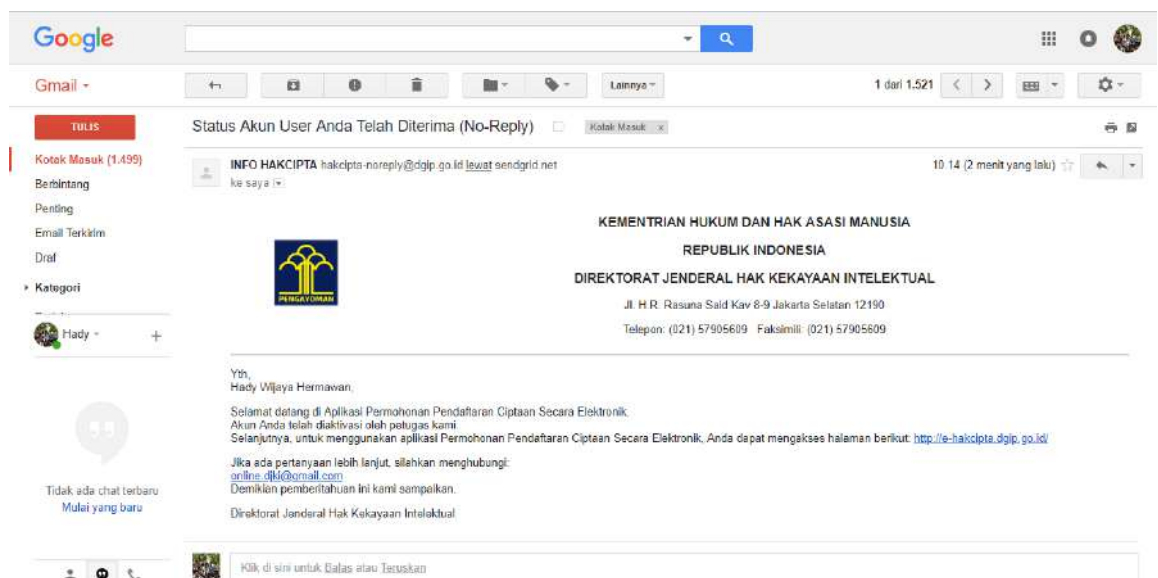 Google
Gmail
Lainnya
1 dari 1.521
TULIS
Status Akun User Anda Telah Diterima (No-Reply)
Kotak Masuk x
Kotak Masuk (1.499)
Berbintang
Penting
Email Terkirim
Draf
Kategori
Hady
Tidak ada chat terbaru
Mulai yang baru
INFO HAKCIPTA hakcipta-noreply@dgip.go.id lewat sendgrid.net
10.14 (2 menit yang lalu)
ke saya
KEMENTRIAN HUKUM DAN HAK ASASI MANUSIA
REPUBLIK INDONESIA
DIREKTORAT JENDERAL HAK KEKAYAAN INTELEKTUAL
Jl. H.R. Rasuna Said Kav 8-9 Jakarta Selatan 12190
Telepon: (021) 57905609 Faksimili: (021) 57905609
PENGAYOMAN
Yth,
Hady Wijaya Hermawan,
Selamat datang di Aplikasi Permohonan Pendaftaran Ciptaan Secara Elektronik.
Akun Anda telah diaktivasi oleh petugas kami.
Selanjutnya, untuk menggunakan aplikasi Permohonan Pendaftaran Ciptaan Secara Elektronik, Anda dapat mengakses halaman berikut: http://e-hakcipta.dgip.go.id/
Jika ada pertanyaan lebih lanjut, silahkan menghubungi:
online.djki@gmail.com
Demikian pemberitahuan ini kami sampaikan.
Direktorat Jenderal Hak Kekayaan Intelektual
Klik di sini untuk Balas atau Teruskan